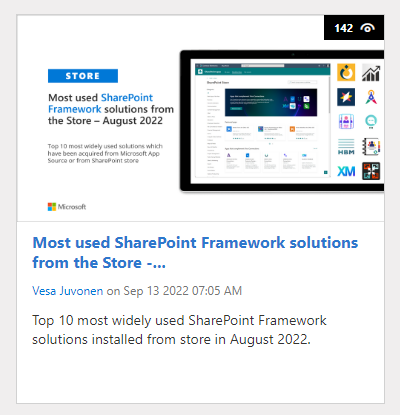 142
STORE
Most used SharePoint
Framework solutions from
the Store – August 2022
Top 10 most widely used solutions which
have been acquired from Microsoft App
Source or from SharePoint store
HBM
XM
Microsoft
Most used SharePoint Framework solutions
from the Store -...
Vesa Juvonen on Sep 13 2022 07:05 AM
Top 10 most widely used SharePoint Framework
solutions installed from store in August 2022.